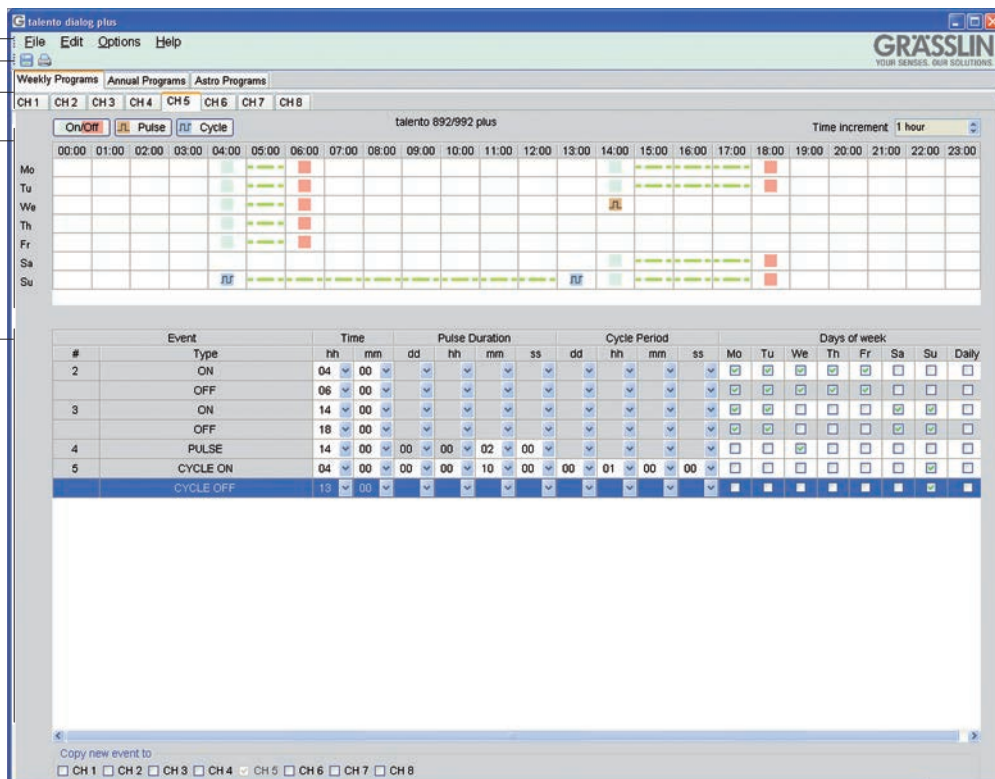 talento dialog plus
File Edit Options Help
GRÄSSLIN
YOUR SENSES. OUR SOLUTIONS.
Weekly Programs Annual Programs Astro Programs
CH 1 CH 2 CH 3 CH 4 CH 5 CH 6 CH 7 CH 8
On/Off Pulse Cycle talento 892/992 plus Time increment 1 hour
00:00 01:00 02:00 03:00 04:00 05:00 06:00 07:00 08:00 09:00 10:00 11:00 12:00 13:00 14:00 15:00 16:00 17:00 18:00 19:00 20:00 21:00 22:00 23:00
Mo
Tu
We
Th
Fr
Sa
Su
Event Time Pulse Duration Cycle Period Days of week
# Type hh mm dd hh mm ss dd hh mm ss Mo Tu We Th Fr Sa Su Daily
2 ON 04 00
OFF 06 00
3 ON 14 00
OFF 18 00
4 PULSE 14 00 00 00 02 00
5 CYCLE ON 04 00 00 00 10 00 00 01 00 00
CYCLE OFF 13 00
Copy new event to
CH 1 CH 2 CH 3 CH 4 CH 5 CH 6 CH 7 CH 8